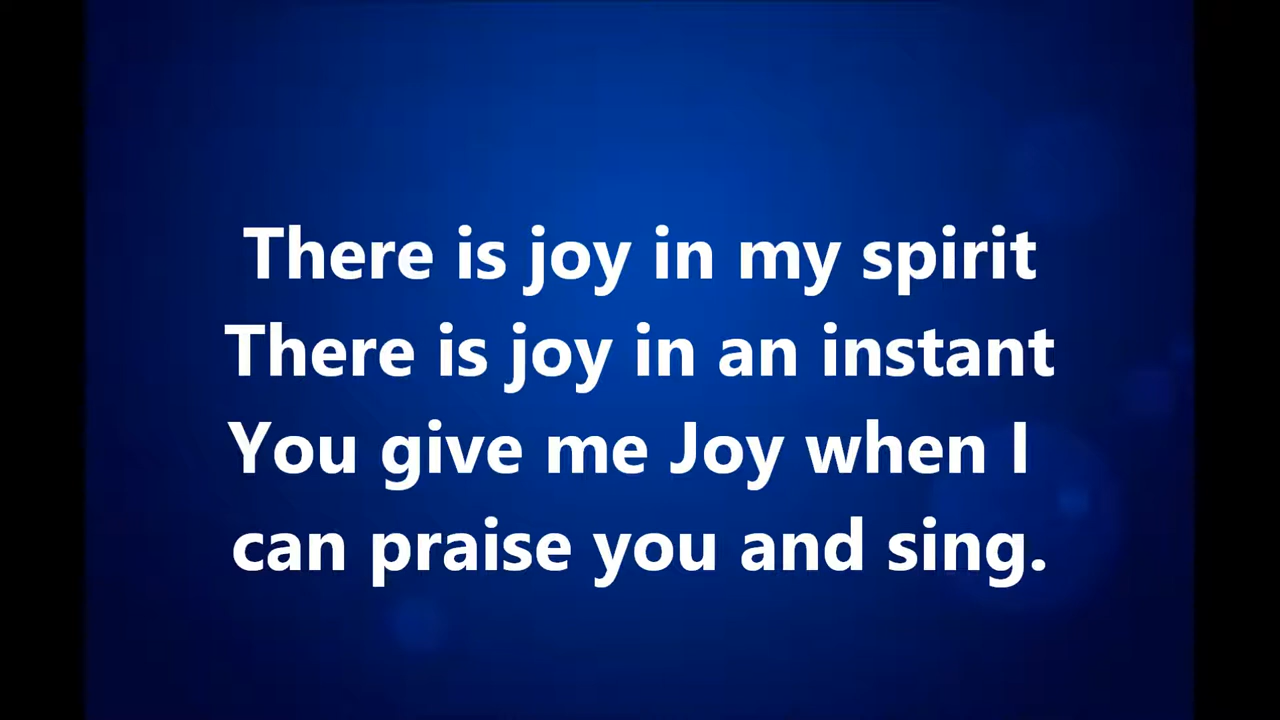 There is joy in my spirit
There is joy in an instant
You give me Joy when I
can praise you and sing.